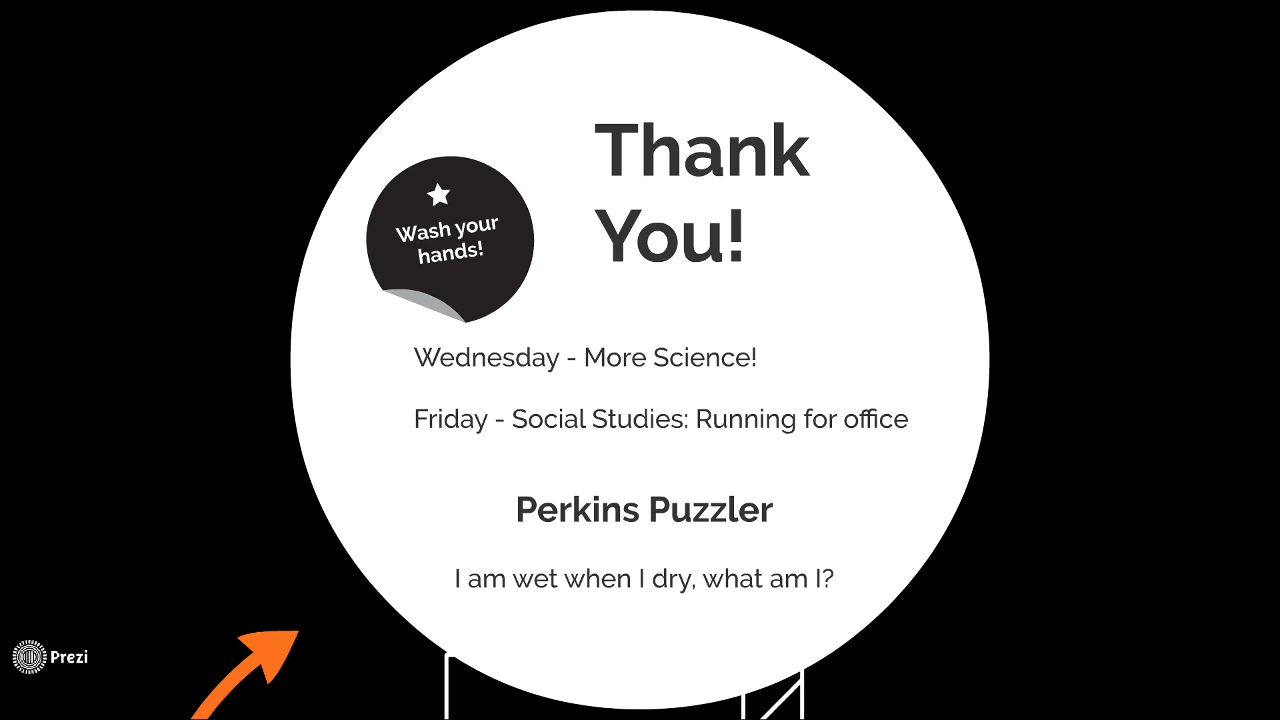 Thank
You!
Wash your
hands!
Wednesday - More Science!
Friday - Social Studies: Running for office
Perkins Puzzler
I am wet when I dry, what am I?
Prezi